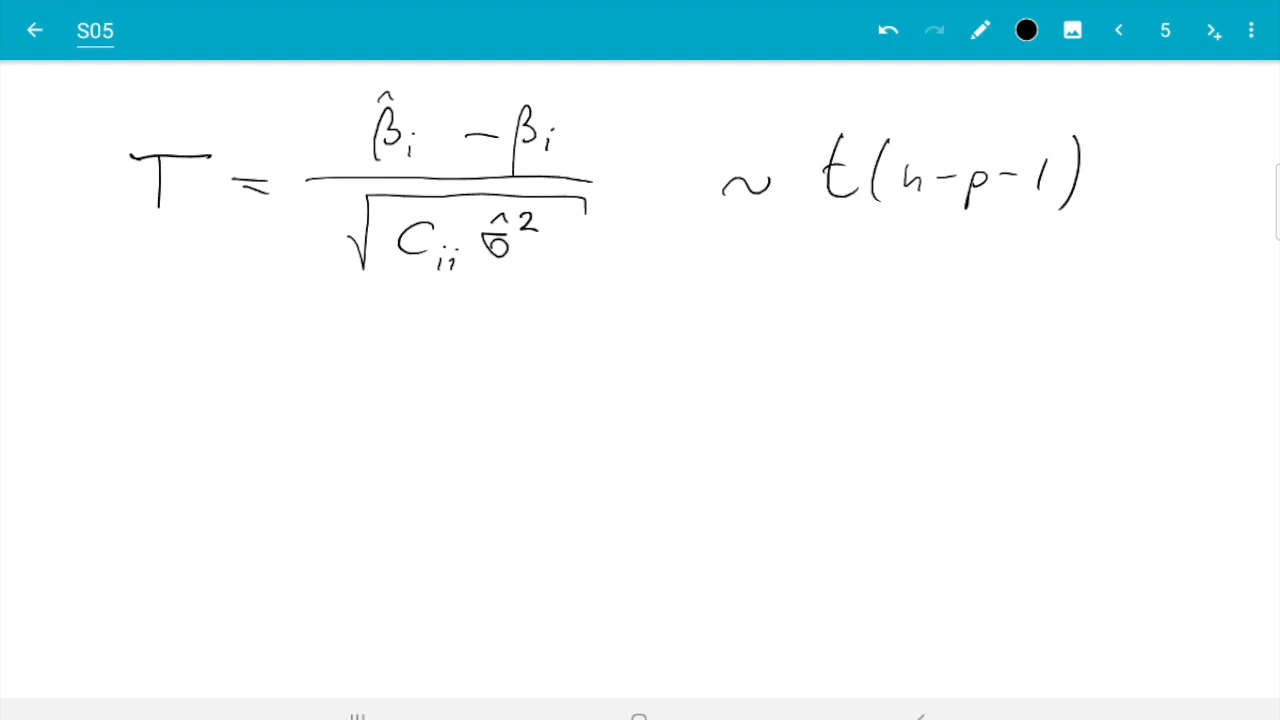 S05
5
T = (β̂ᵢ − βᵢ) / √(Cᵢᵢ σ̂²) ~ t(n-p-1)